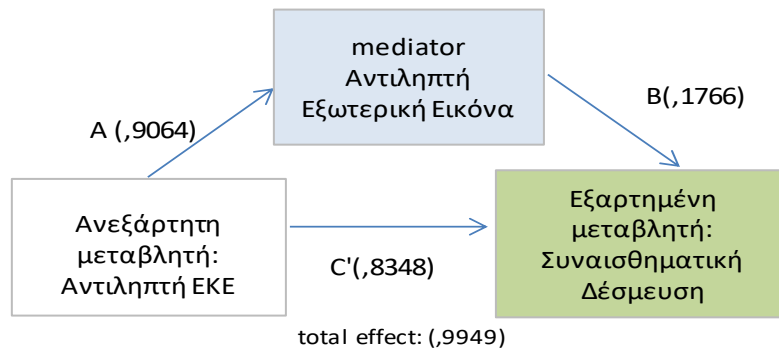 mediator
Αντιληπτή
Εξωτερική Εικόνα
A (,9064)
B(,1766)
Ανεξάρτητη
μεταβλητή:
Αντιληπτή ΕΚΕ
C'(,8348)
Εξαρτημένη
μεταβλητή:
Συναισθηματική
Δέσμευση
total effect: (,9949)